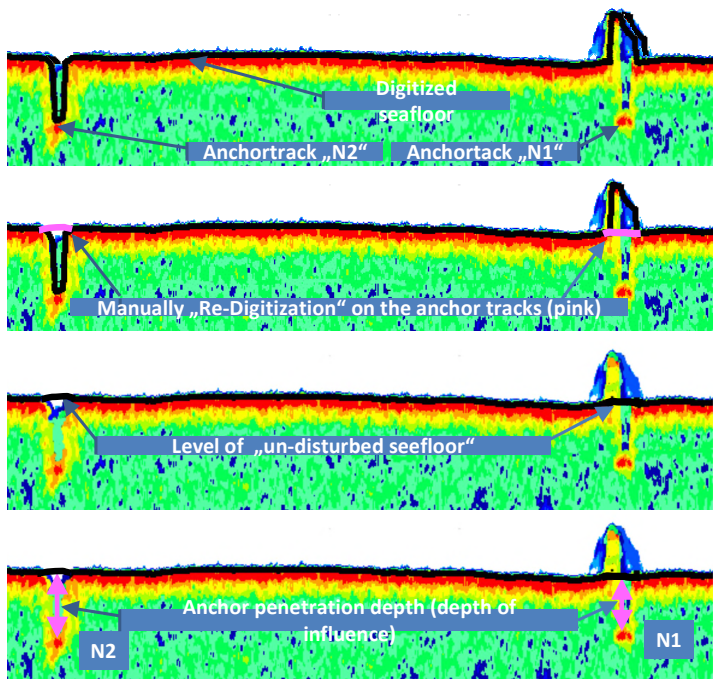 Digitized
seafloor
Anchortrack „N2“
Anchortack „N1“
Manually „Re-Digitization“ on the anchor tracks (pink)
Level of „un-disturbed seefloor“
Anchor penetration depth (depth of
influence)
N2
N1